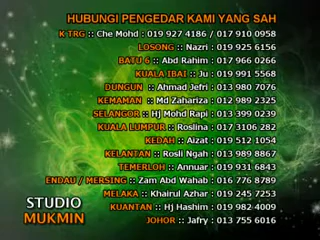 HUBUNGI PENGEDAR KAMI YANG SAH
K TRG :: Che Mohd : 019 927 4186 / 017 910 0958
LOSONG :: Nazri : 019 925 6156
BATU 6 :: Abd Rahim : 017 966 0266
KUALA IBAI :: Ju : 019 991 5568
DUNGUN :: Ahmad Jefri : 013 980 7076
KEMAMAN :: Md Zahariza : 012 989 2325
SELANGOR :: Hj Mohd Rapi : 013 399 0239
KUALA LUMPUR :: Roslina : 017 3106 282
KEDAH :: Aizat : 019 512 1054
KELANTAN :: Rosli Ngah : 013 989 8867
TEMERLOH :: Annuar : 019 931 6843
ENDAU / MERSING :: Zam Abd Wahab : 016 776 8789
MELAKA :: Khairul Azhar : 019 245 7253
KUANTAN :: Hj Hashim : 019 982 4009
JOHOR :: Jafry : 013 755 6016
STUDIO
MUKMIN